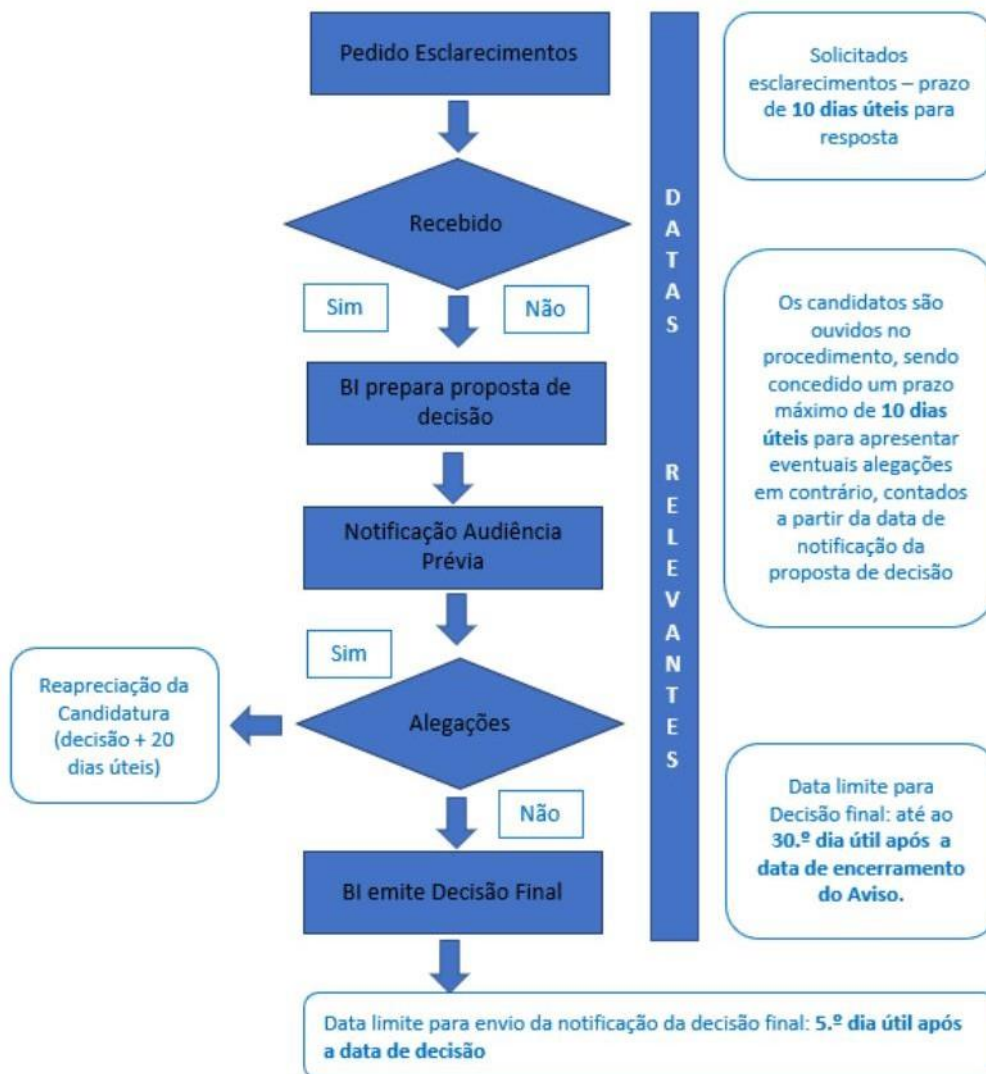 Pedido Esclarecimentos
Solicitados
esclarecimentos – prazo
de 10 dias úteis para
resposta
Recebido
Sim
Não
DATAS RELEVANTES
Os candidatos são
ouvidos no
procedimento, sendo
concedido um prazo
máximo de 10 dias
úteis para apresentar
eventuais alegações
em contrário, contados
a partir da data de
notificação da
proposta de decisão
BI prepara proposta de
decisão
Notificação Audiência
Prévia
Sim
Reapreciação da
Candidatura
(decisão + 20
dias úteis)
Alegações
Não
Data limite para
Decisão final: até ao
30.º dia útil após a
data de encerramento
do Aviso.
BI emite Decisão Final
Data limite para envio da notificação da decisão final: 5.º dia útil após
a data de decisão